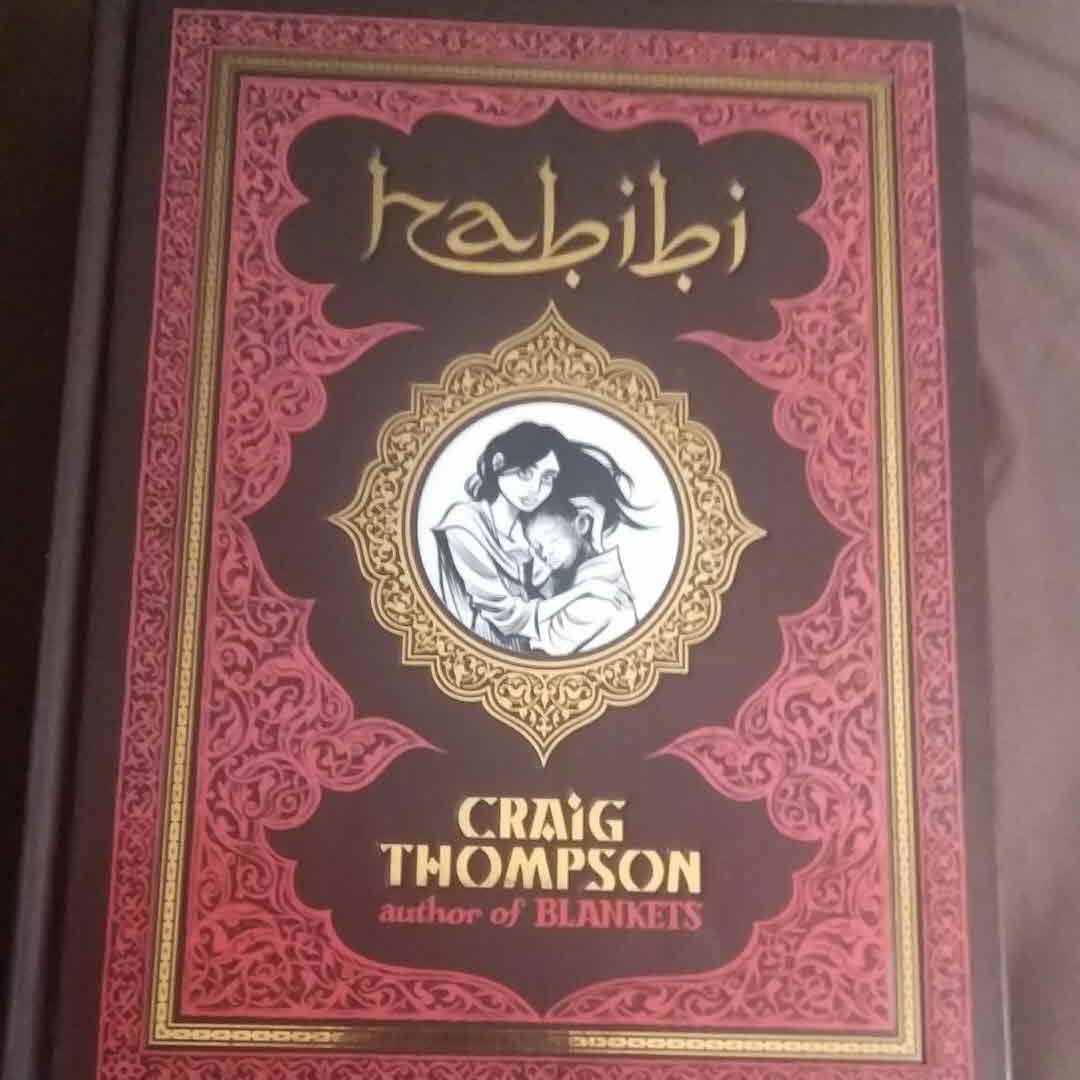 habibi
CRAiG
THOMPSON
author of BLANKETS